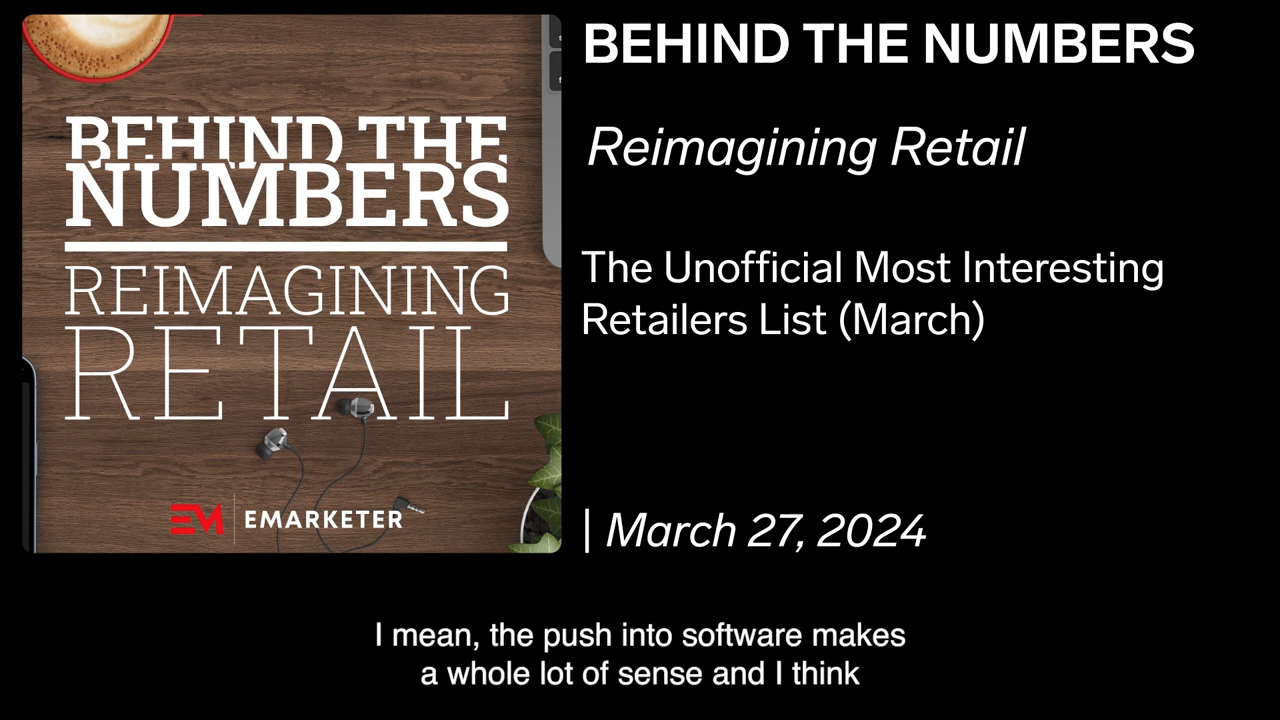 BEHIND THE
NUMBERS
REIMAGINING
RETAIL
EM EMARKETER
BEHIND THE NUMBERS
Reimagining Retail
The Unofficial Most Interesting
Retailers List (March)
| March 27, 2024
I mean, the push into software makes
a whole lot of sense and I think